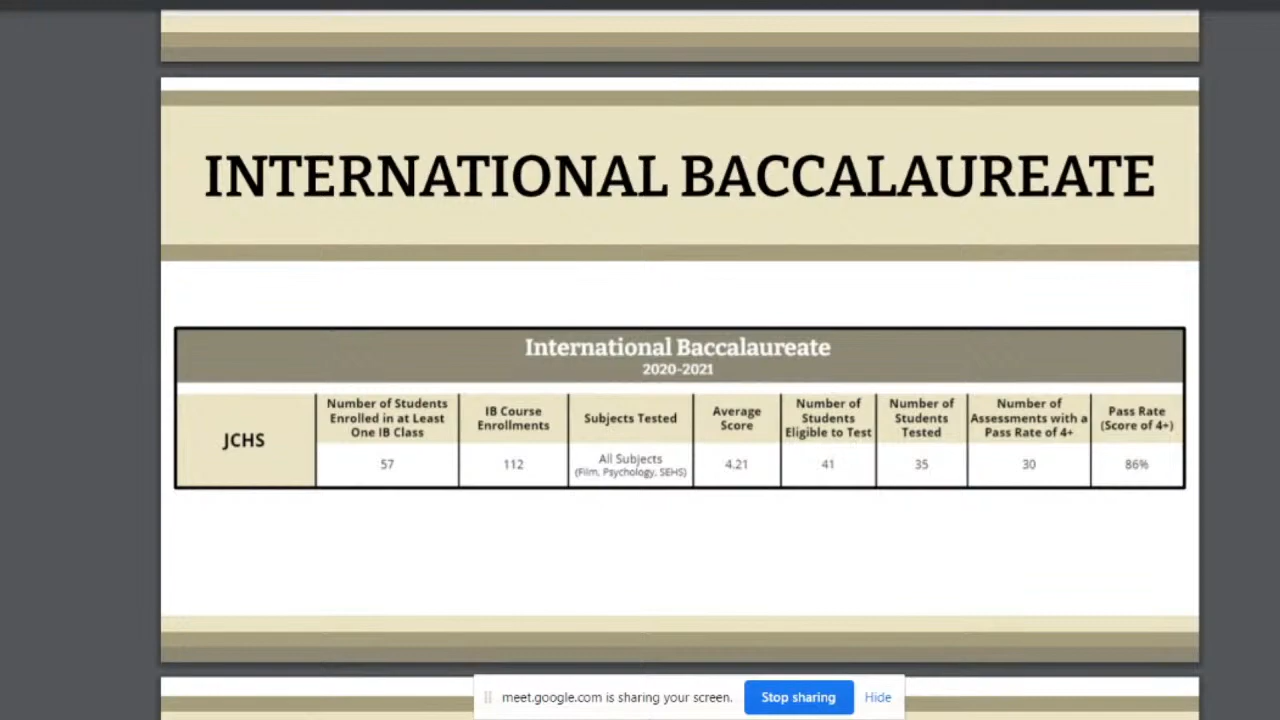 INTERNATIONAL BACCALAUREATE
International Baccalaureate
2020-2021
JCHS
Number of Students
Enrolled in at Least
One IB Class
IB Course
Enrollments
Subjects Tested
Average
Score
Number of
Students
Eligible to Test
Number of
Students
Tested
Number of
Assessments with a
Pass Rate of 4+
Pass Rate
(Score of 4+)
57
112
All Subjects
(Film, Psychology, SEHS)
4.21
41
35
30
86%
meet.google.com is sharing your screen.
Stop sharing
Hide